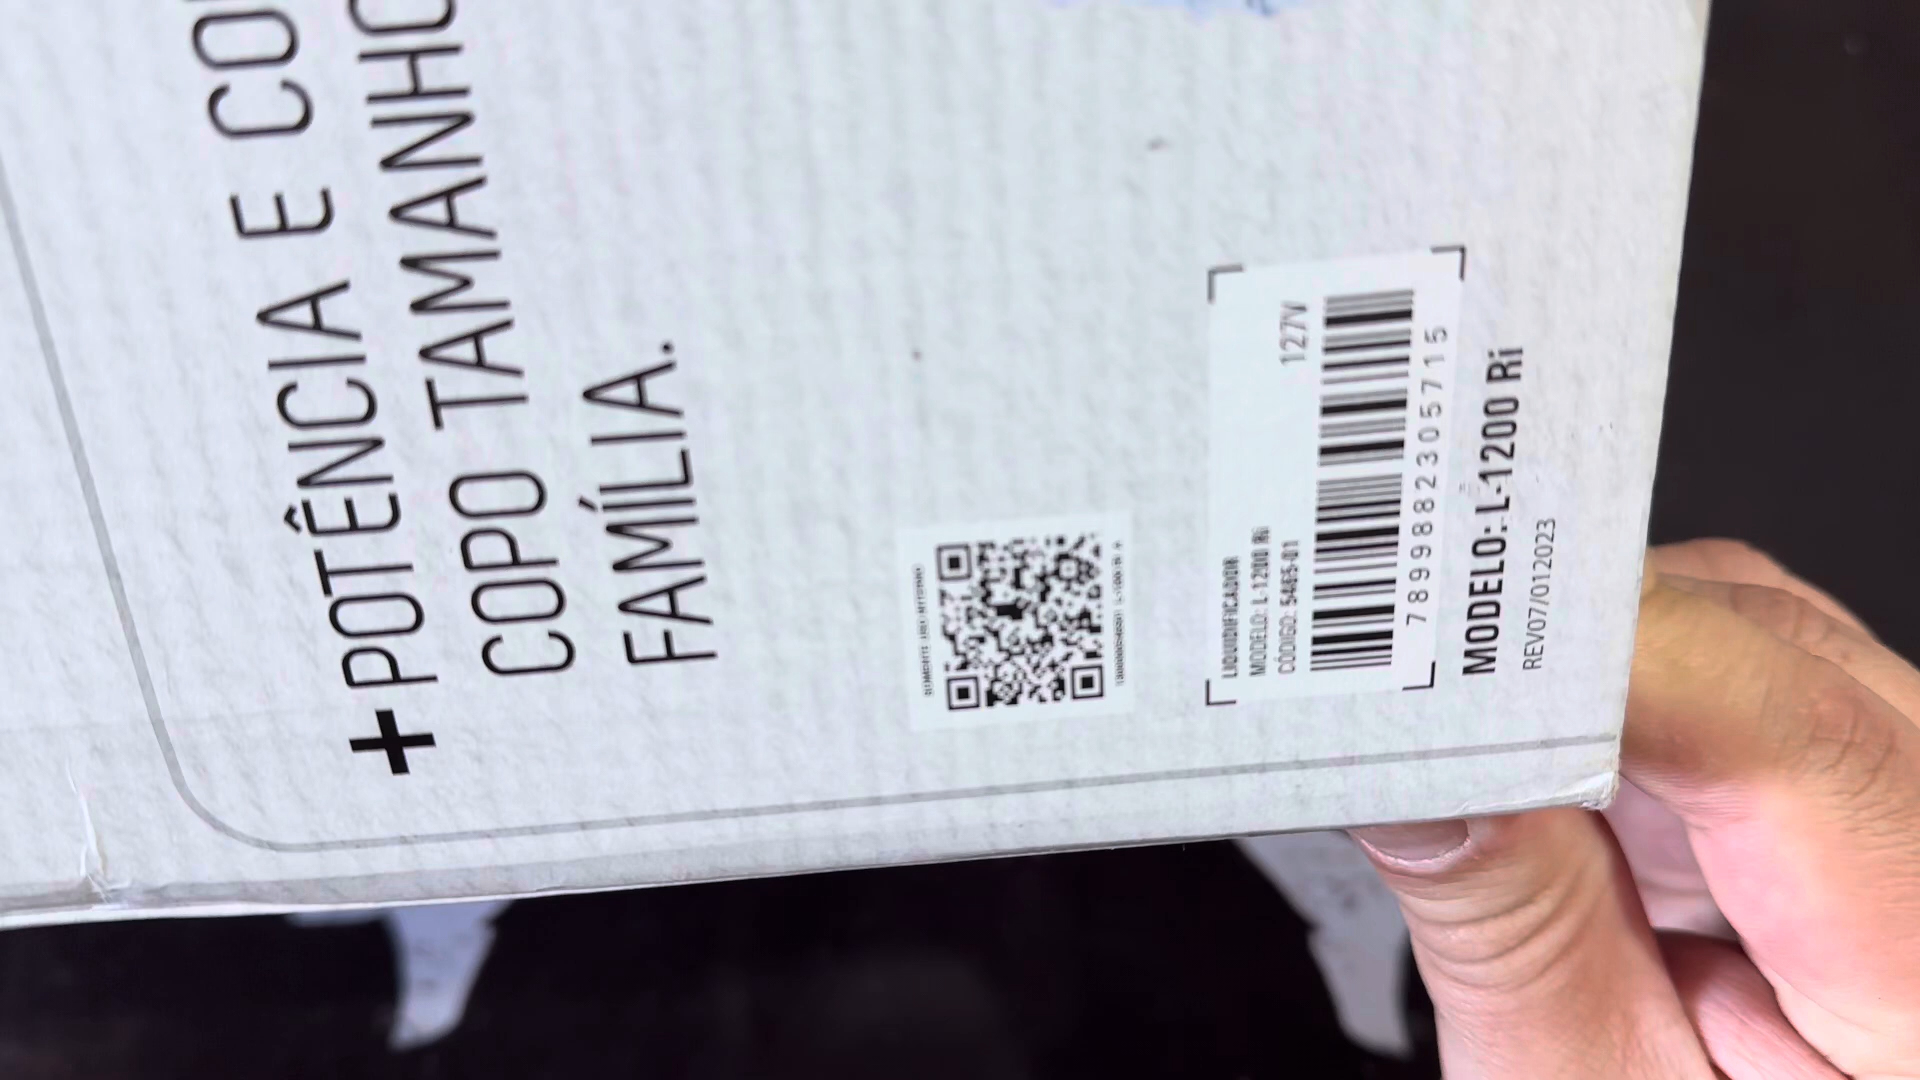 + POTÊNCIA E CO
COPO TAMANHO
FAMÍLIA.
LIQUIDIFICADOR
MODELO: L-1200 Ri
CÓDIGO: 5465-01
127V
7899882305715
MODELO: L-1200 Ri
REV07/012023